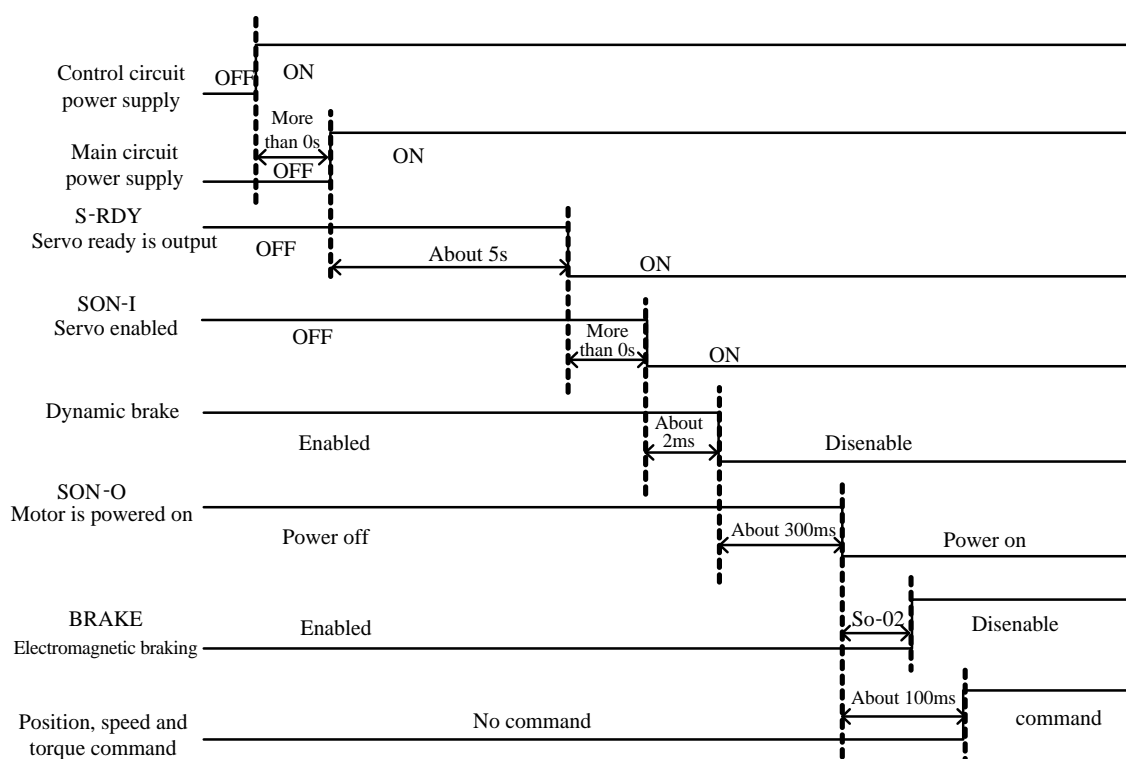 Control circuit
power supply
OFF
ON
More
than 0s
Main circuit
power supply
OFF
ON
S-RDY
Servo ready is output
OFF
About 5s
ON
SON-I
Servo enabled
OFF
More
than 0s
ON
Dynamic brake
Enabled
About
2ms
Disenable
SON-O
Motor is powered on
Power off
About 300ms
Power on
BRAKE
Electromagnetic braking
Enabled
So-02
Disenable
Position, speed and
torque command
No command
About 100ms
command